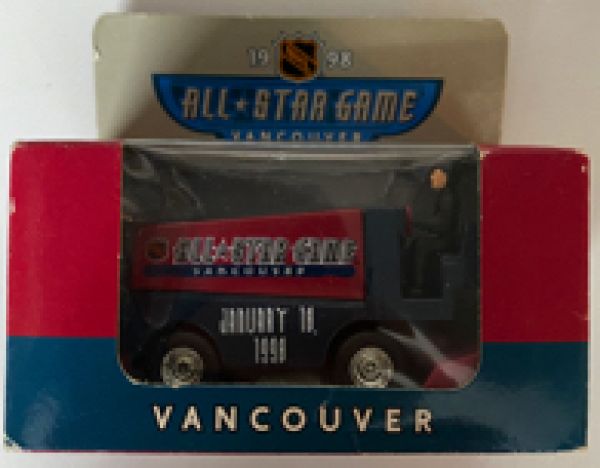 19 98
ALL★STAR GAME
VANCOUVER
ALL★STAR GAME
VANCOUVER
JANUARY 18,
1998
VANCOUVER